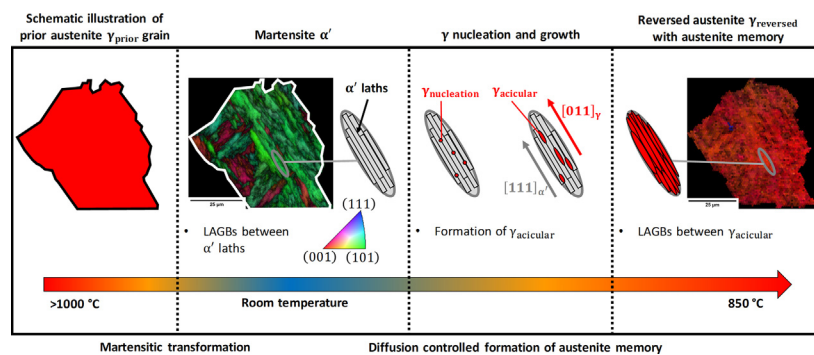 Schematic illustration of
prior austenite γprior grain
Martensite α′
γ nucleation and growth
Reversed austenite γreversed
with austenite memory
α′ laths
γnucleation
γacicular
[011]γ
[111]α′
25 µm
25 µm
(111)
(001)
(101)
• LAGBs between
α′ laths
• Formation of γacicular
• LAGBs between γacicular
>1000 °C
Room temperature
850 °C
Martensitic transformation
Diffusion controlled formation of austenite memory